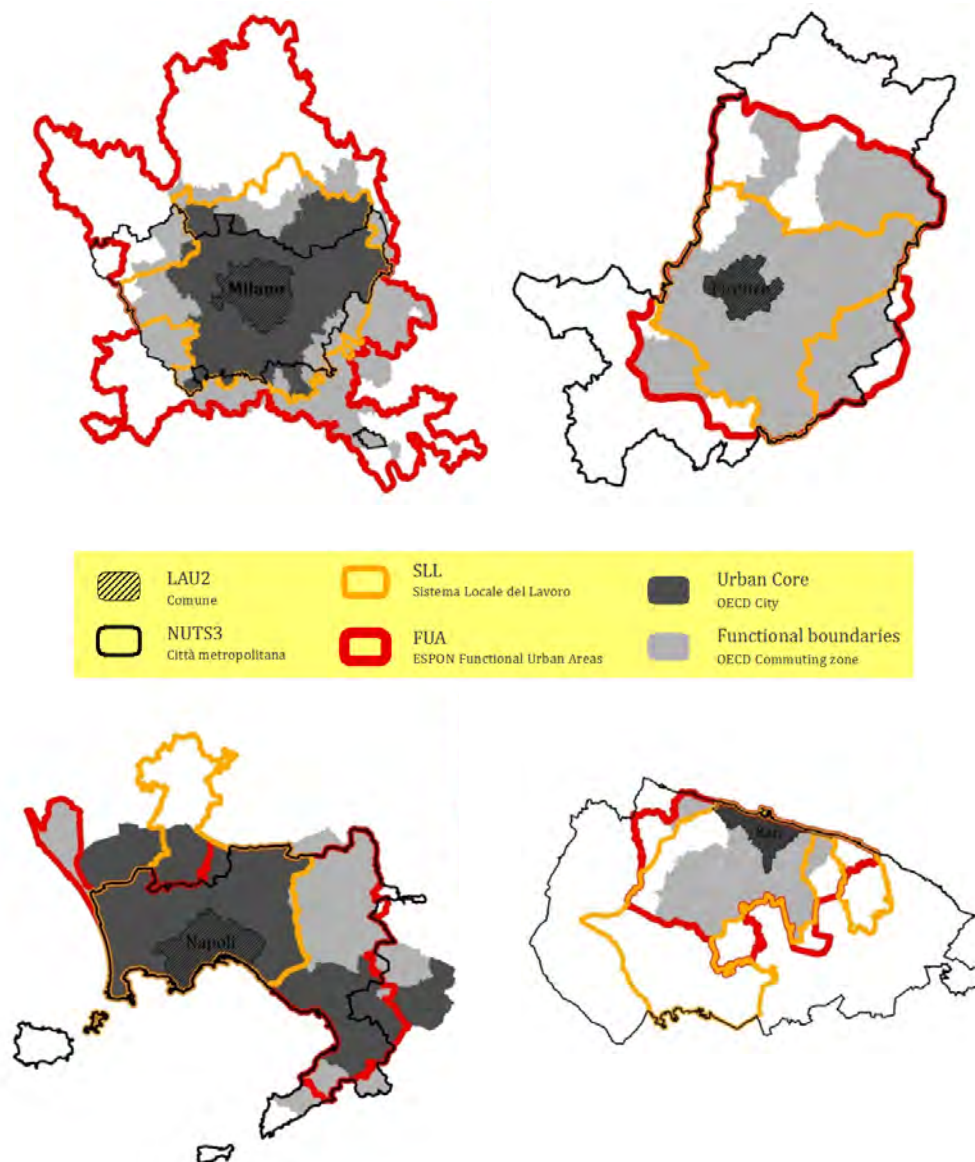 Milano
Firenze
LAU2
Comune
SLL
Sistema Locale del Lavoro
Urban Core
OECD City
NUTS3
Città metropolitana
FUA
ESPON Functional Urban Areas
Functional boundaries
OECD Commuting zone
Napoli
Bari